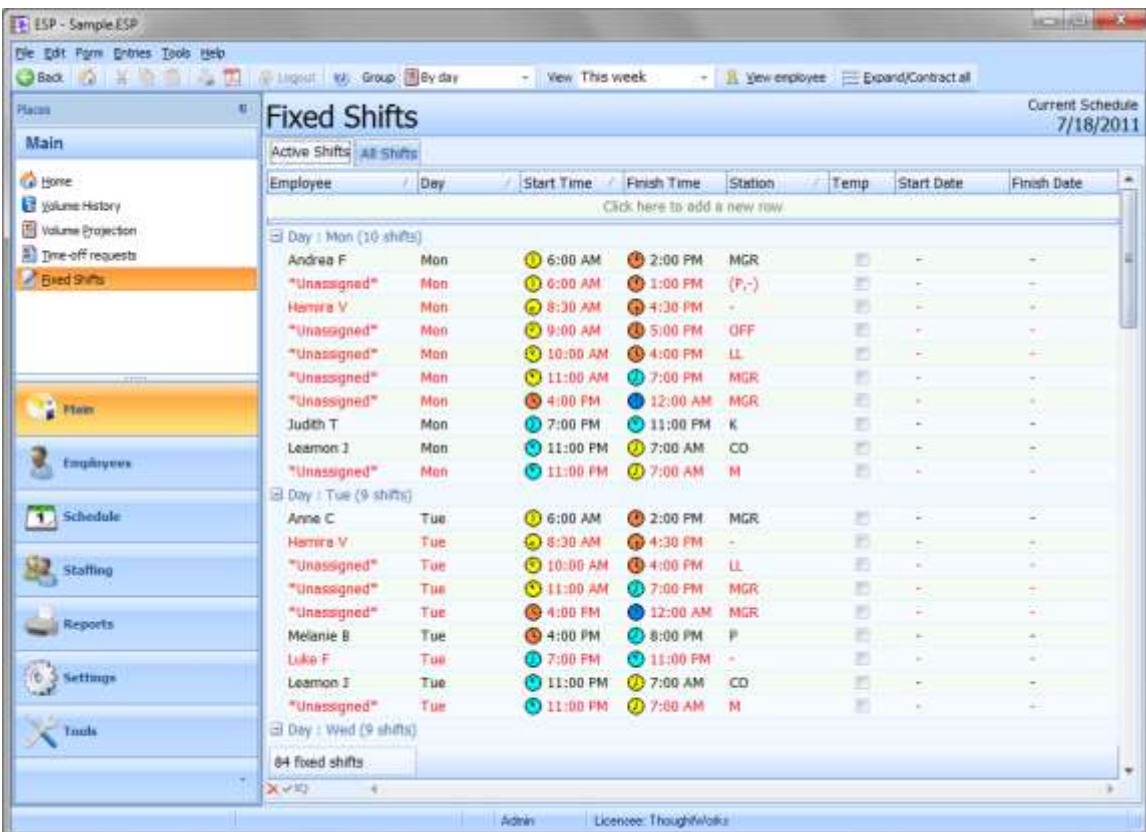 ESP - Sample.ESP
File Edit Form Entries Tools Help
Back Logout Group By day View This week View employee Expand/Contract all
Places
Main
Home
Volume History
Volume Projection
Time-off requests
Fixed Shifts
Main
Employees
Schedule
Staffing
Reports
Settings
Tools
Fixed Shifts
Current Schedule
7/18/2011
Active Shifts All Shifts
Employee Day Start Time Finish Time Station Temp Start Date Finish Date
Click here to add a new row
Day : Mon (10 shifts)
Andrea F Mon 6:00 AM 2:00 PM MGR - -
*Unassigned* Mon 6:00 AM 1:00 PM (P,-) - -
Hamira V Mon 8:30 AM 4:30 PM - - -
*Unassigned* Mon 9:00 AM 5:00 PM OFF - -
*Unassigned* Mon 10:00 AM 4:00 PM LL - -
*Unassigned* Mon 11:00 AM 7:00 PM MGR - -
*Unassigned* Mon 4:00 PM 12:00 AM MGR - -
Judith T Mon 7:00 PM 11:00 PM K - -
Leamon J Mon 11:00 PM 7:00 AM CO - -
*Unassigned* Mon 11:00 PM 7:00 AM M - -
Day : Tue (9 shifts)
Anne C Tue 6:00 AM 2:00 PM MGR - -
Hamira V Tue 8:30 AM 4:30 PM - - -
*Unassigned* Tue 10:00 AM 4:00 PM LL - -
*Unassigned* Tue 11:00 AM 7:00 PM MGR - -
*Unassigned* Tue 4:00 PM 12:00 AM MGR - -
Melanie B Tue 4:00 PM 8:00 PM P - -
Luke F Tue 7:00 PM 11:00 PM - - -
Leamon J Tue 11:00 PM 7:00 AM CO - -
*Unassigned* Tue 11:00 PM 7:00 AM M - -
Day : Wed (9 shifts)
84 fixed shifts
Admin Licencee: ThoughtWorks